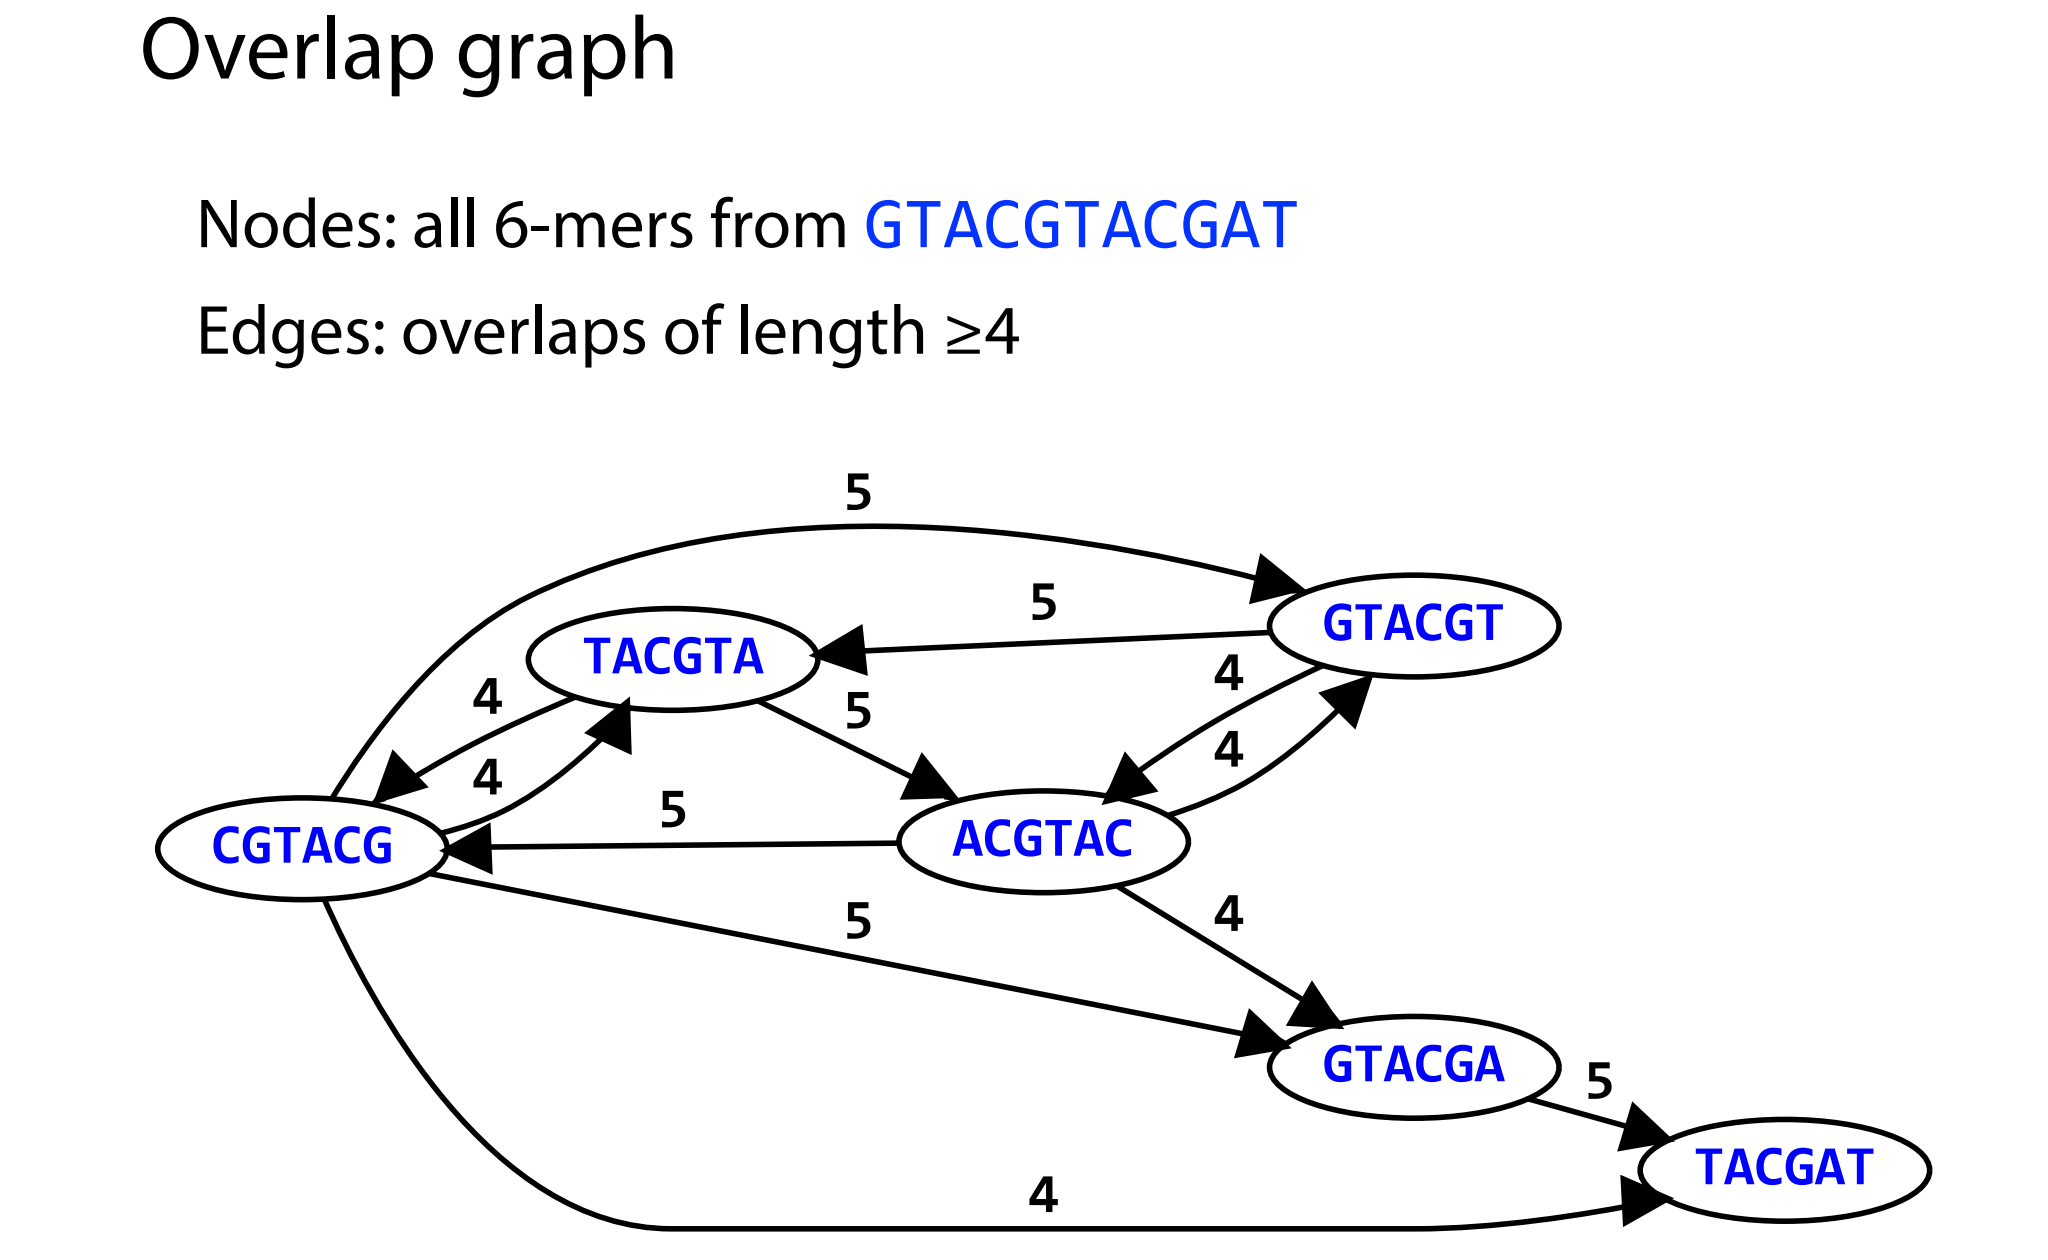 Overlap graph
Nodes: all 6-mers from GTACGTACGAT
Edges: overlaps of length ≥4
5
5
GTACGT
TACGTA
4
4
5
4
4
5
CGTACG
ACGTAC
5
4
GTACGA
5
TACGAT
4